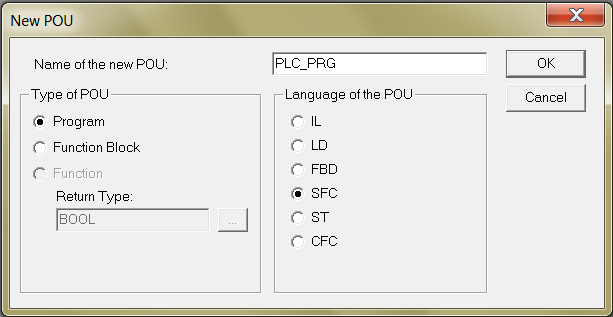 New POU
Name of the new POU: PLC_PRG OK
Cancel
Type of POU
Program
Function Block
Function
Return Type:
BOOL ...
Language of the POU
IL
LD
FBD
SFC
ST
CFC